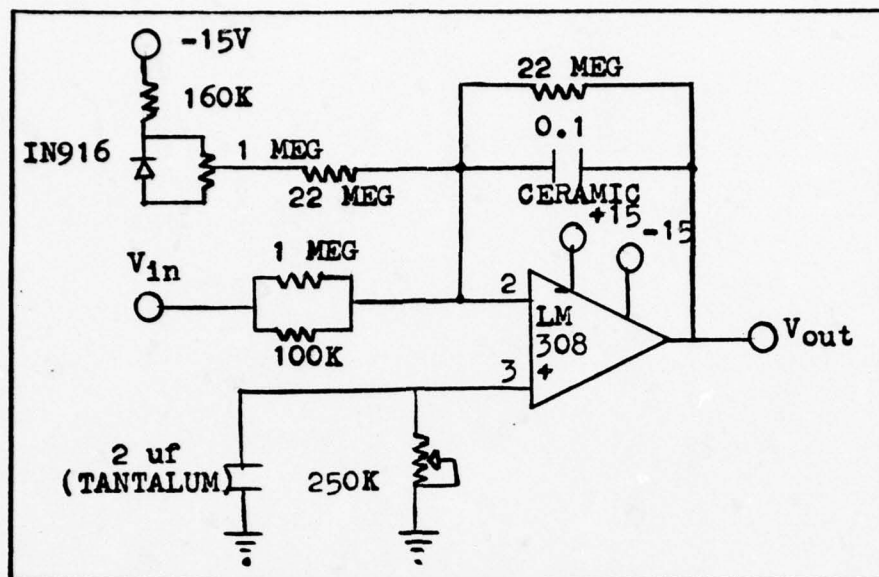 -15V
160K
22 MEG
0.1
CERAMIC
IN916
1 MEG
22 MEG
+15
-15
1 MEG
Vin
100K
2
-
LM
308
3
+
Vout
2 uf
(TANTALUM)
250K